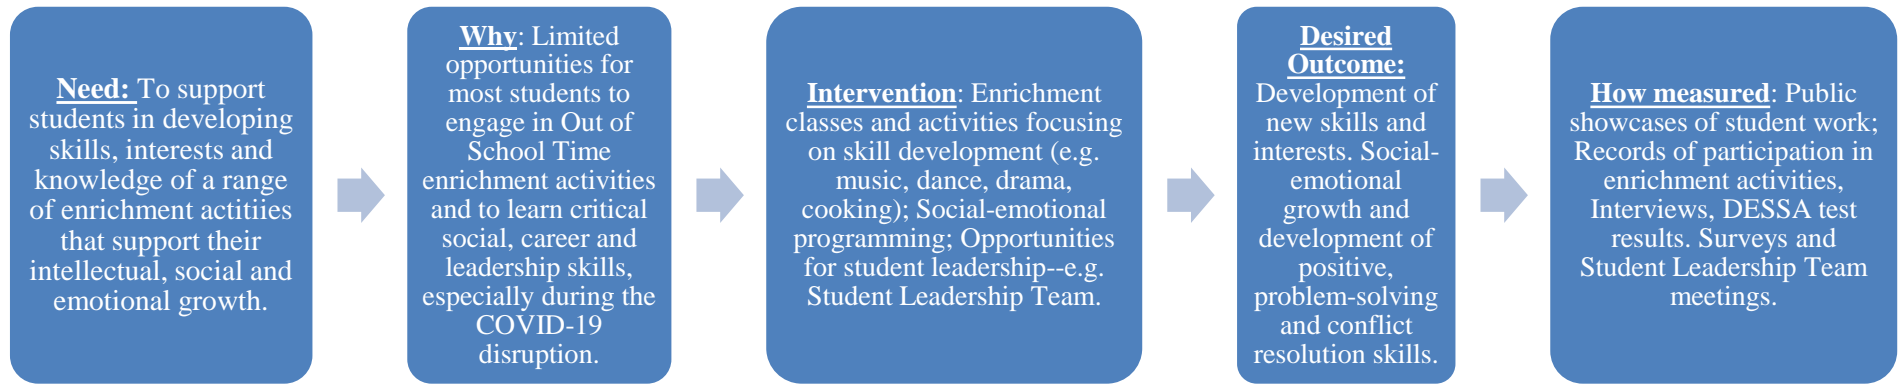 Need: To support
students in developing
skills, interests and
knowledge of a range
of enrichment actitiies
that support their
intellectual, social and
emotional growth.
Why: Limited
opportunities for
most students to
engage in Out of
School Time
enrichment activities
and to learn critical
social, career and
leadership skills,
especially during the
COVID-19
disruption.
Intervention: Enrichment
classes and activities focusing
on skill development (e.g.
music, dance, drama,
cooking); Social-emotional
programming; Opportunities
for student leadership--e.g.
Student Leadership Team.
Desired
Outcome:
Development of
new skills and
interests. Social-
emotional
growth and
development of
positive,
problem-solving
and conflict
resolution skills.
How measured: Public
showcases of student work;
Records of participation in
enrichment activities,
Interviews, DESSA test
results. Surveys and
Student Leadership Team
meetings.